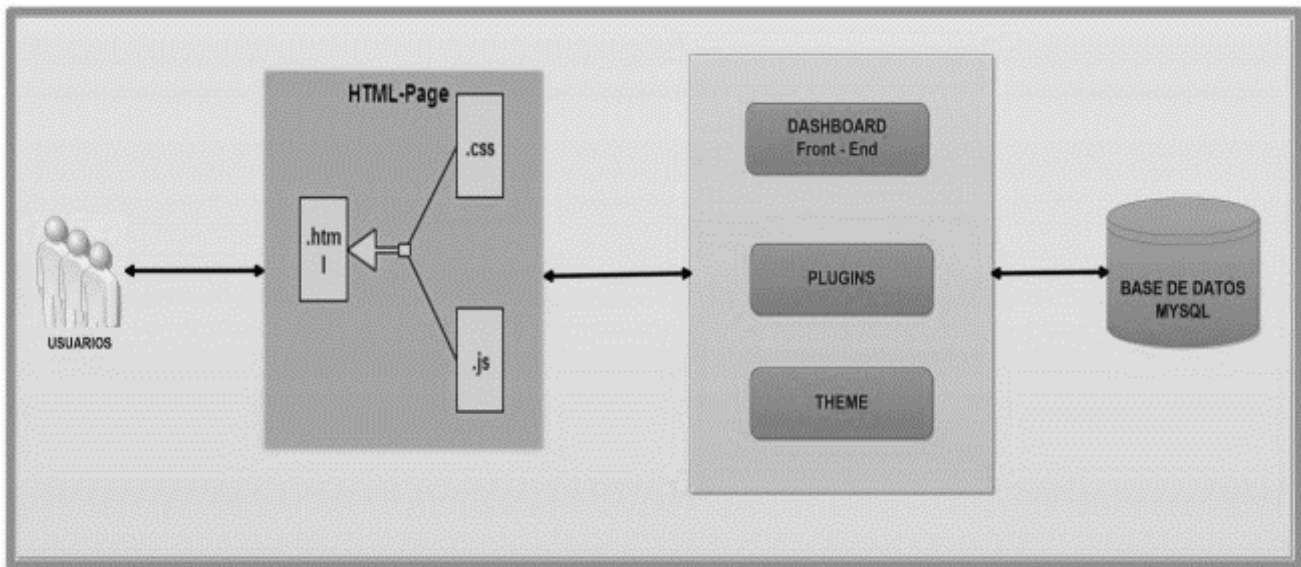 HTML-Page
.css
.htm
l
.js
USUARIOS
DASHBOARD
Front - End
PLUGINS
THEME
BASE DE DATOS
MYSQL